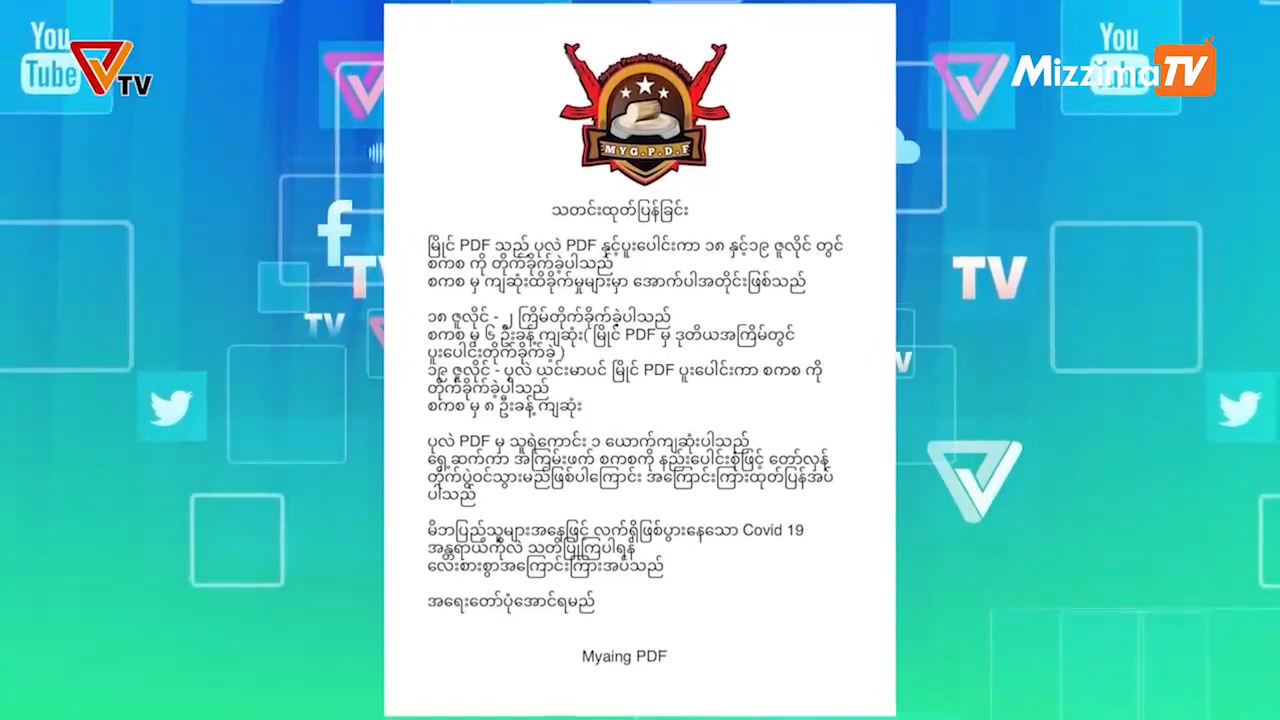 You
Tube
TV
You
Tube
MizzimaTV
Myaing People Defence Force
MYG.P.D.F
သတင်းထုတ်ပြန်ခြင်း
မြိုင် PDF သည် ပုလဲ PDF နှင့်ပူးပေါင်းကာ ၁၈ နှင့်၁၉ ဇူလိုင် တွင်
စကစ ကို တိုက်ခိုက်ခဲ့ပါသည်
စကစ မှ ကျဆုံးထိခိုက်မှုများမှာ အောက်ပါအတိုင်းဖြစ်သည်
၁၈ ဇူလိုင် - ၂ ကြိမ်တိုက်ခိုက်ခဲ့ပါသည်
စကစ မှ ၆ ဦးခန့် ကျဆုံး( မြိုင် PDF မှ ဒုတိယအကြိမ်တွင်
ပူးပေါင်းတိုက်ခိုက်ခဲ့ )
၁၉ ဇူလိုင် - ပုလဲ ယင်းမာပင် မြိုင် PDF ပူးပေါင်းကာ စကစ ကို
တိုက်ခိုက်ခဲ့ပါသည်
စကစ မှ ၈ ဦးခန့် ကျဆုံး
ပုလဲ PDF မှ သူရဲကောင်း ၁ ယောက်ကျဆုံးပါသည်
ရှေ့ဆက်ကာ အကြမ်းဖက် စကစကို နည်းပေါင်းစုံဖြင့် တော်လှန်
တိုက်ပွဲဝင်သွားမည်ဖြစ်ပါကြောင်း အကြောင်းကြားထုတ်ပြန်အပ်
ပါသည်
မိဘပြည်သူများအနေဖြင့် လက်ရှိဖြစ်ပွားနေသော Covid 19
အန္တရာယ်ကိုလဲ သတိပြုကြပါရန်
လေးစားစွာအကြောင်းကြားအပ်သည်
အရေးတော်ပုံအောင်ရမည်
Myaing PDF
TV
TV
TV